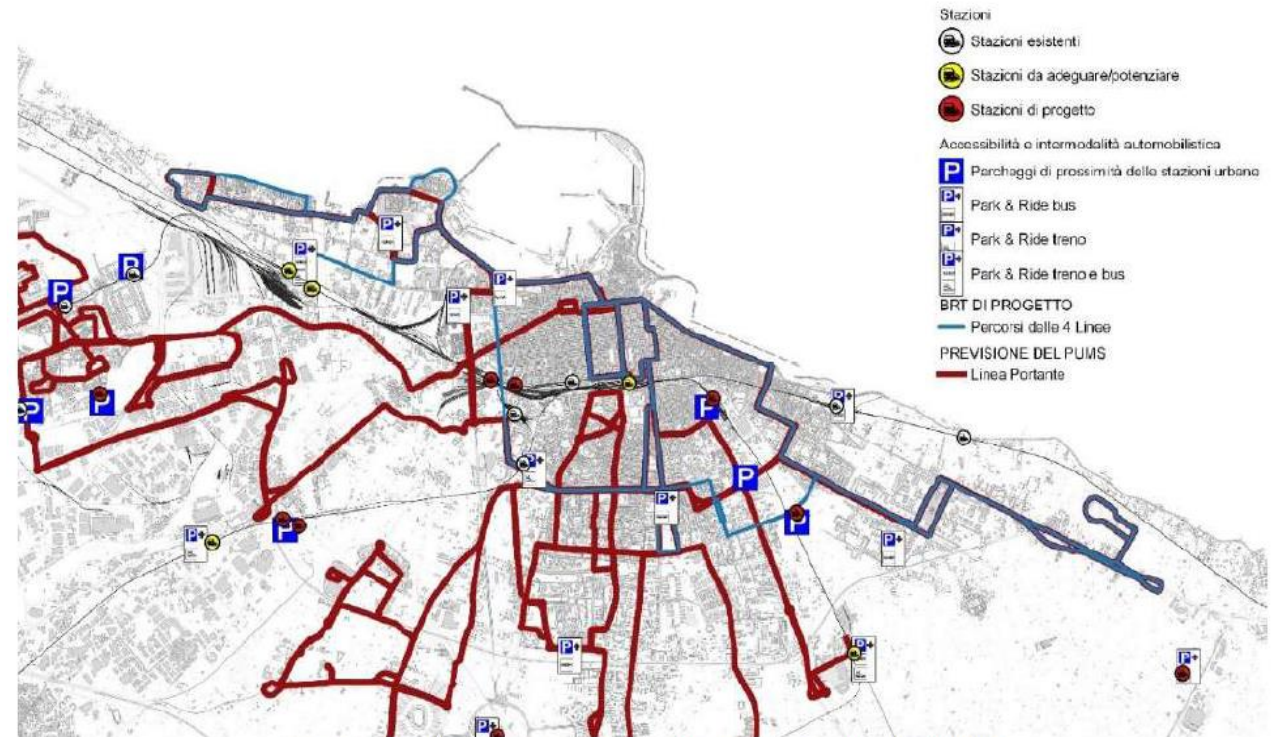 Stazioni
Stazioni esistenti
Stazioni da adeguare/potenziare
Stazioni di progetto
Accessibilità e intermodalità automobilistica
P Parcheggi di prossimità delle stazioni urbane
P+ Park & Ride bus
P+ Park & Ride treno
P+ Park & Ride treno e bus
BRT DI PROGETTO
Percorsi delle 4 Linee
PREVISIONE DEL PUMS
Linea Portante
P+
P+
P
P
P+
P+
P+
P
P
P+
P
P+
P+
P
P+
P
P+
P+
P+
P+
P+